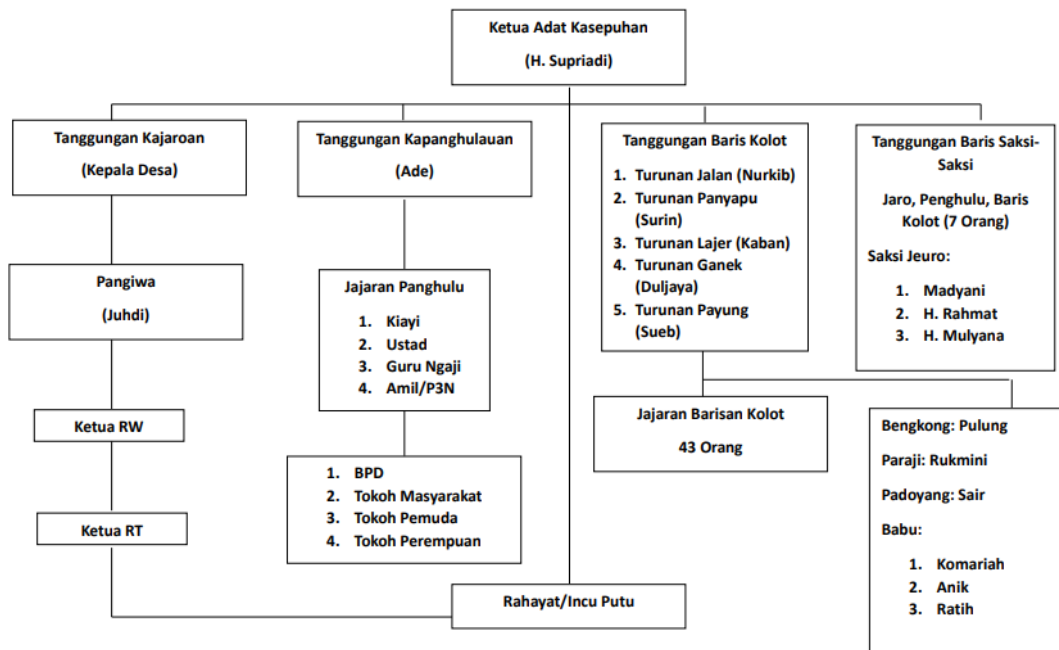 Ketua Adat Kasepuhan
(H. Supriadi)
Tanggungan Kajaroan
(Kepala Desa)
Tanggungan Kapanghulauan
(Ade)
Tanggungan Baris Kolot
1. Turunan Jalan (Nurkib)
2. Turunan Panyapu
(Surin)
3. Turunan Lajer (Kaban)
4. Turunan Ganek
(Duljaya)
5. Turunan Payung
(Sueb)
Tanggungan Baris Saksi-
Saksi
Jaro, Penghulu, Baris
Kolot (7 Orang)
Saksi Jeuro:
1. Madyani
2. H. Rahmat
3. H. Mulyana
Pangiwa
(Juhdi)
Jajaran Panghulu
1. Kiayi
2. Ustad
3. Guru Ngaji
4. Amil/P3N
Ketua RW
Jajaran Barisan Kolot
43 Orang
Bengkong: Pulung
Paraji: Rukmini
Padoyang: Sair
Babu:
1. Komariah
2. Anik
3. Ratih
1. BPD
2. Tokoh Masyarakat
3. Tokoh Pemuda
4. Tokoh Perempuan
Ketua RT
Rahayat/Incu Putu